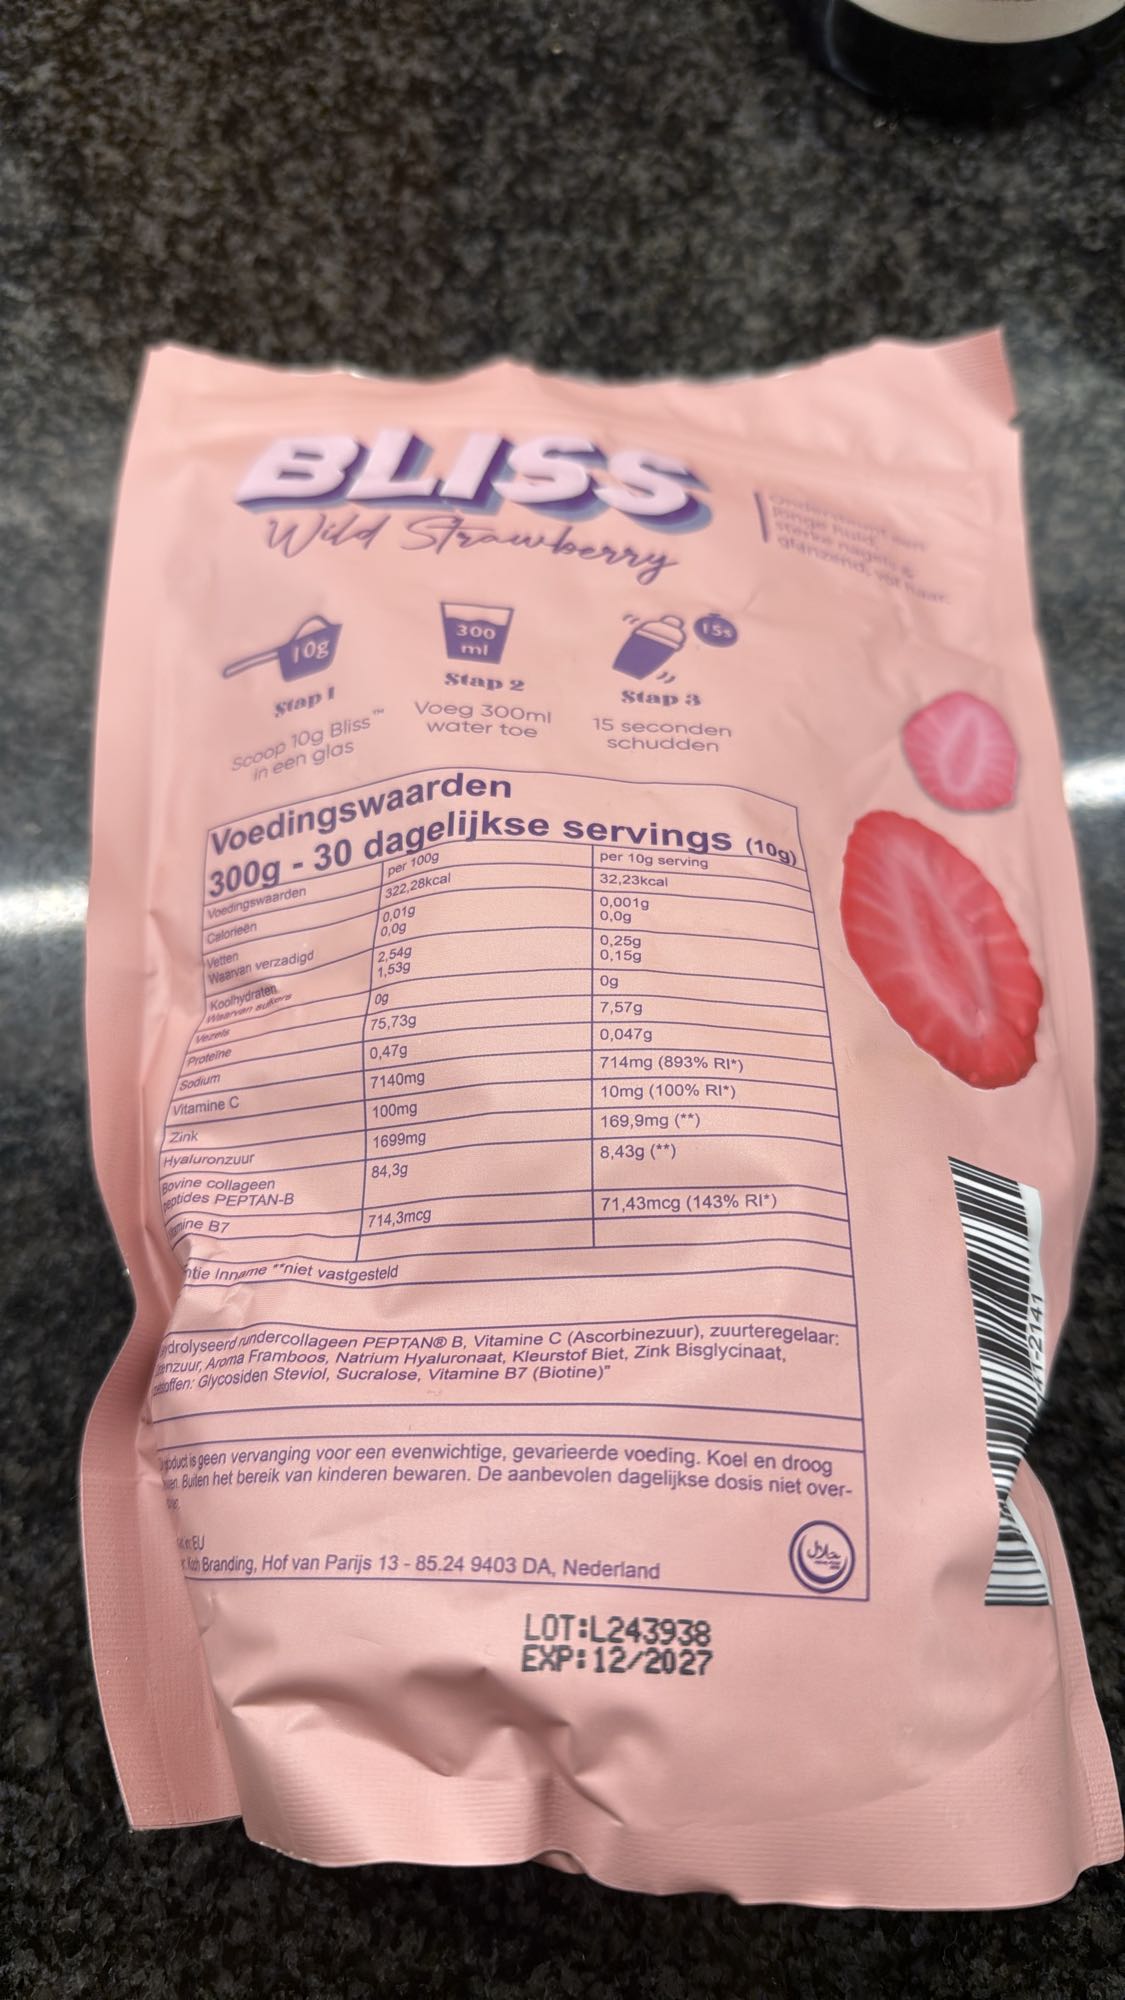 BLISS
Wild Strawberry
glanzend, vol haar.
10g
300
ml
15s
Stap 1
Stap 2
Stap 3
Scoop 10g Bliss™
in een glas
Voeg 300ml
water toe
15 seconden
schudden
Voedingswaarden
300g - 30 dagelijkse servings (10g)
Voedingswaarden per 100g per 10g serving
Calorieën 322,28kcal 32,23kcal
Vetten 0,01g 0,001g
Waarvan verzadigd 0,0g 0,0g
Koolhydraten 2,54g 0,25g
Waarvan suikers 1,53g 0,15g
Vezels 0g 0g
Proteïne 75,73g 7,57g
Sodium 0,47g 0,047g
Vitamine C 7140mg 714mg (893% RI*)
Zink 100mg 10mg (100% RI*)
Hyaluronzuur 1699mg 169,9mg (**)
Bovine collageen
peptides PEPTAN-B 84,3g 8,43g (**)
B7 714,3mcg 71,43mcg (143% RI*)
Inname **niet vastgesteld
rundercollageen PEPTAN® B, Vitamine C (Ascorbinezuur), zuurteregelaar:
Aroma Framboos, Natrium Hyaluronaat, Kleurstof Biet, Zink Bisglycinaat,
Glycosiden Steviol, Sucralose, Vitamine B7 (Biotine)"
is geen vervanging voor een evenwichtige, gevarieerde voeding. Koel en droog
Buiten het bereik van kinderen bewaren. De aanbevolen dagelijkse dosis niet over-
in EU
Branding, Hof van Parijs 13 - 85.24 9403 DA, Nederland
LOT:L243938
EXP:12/2027